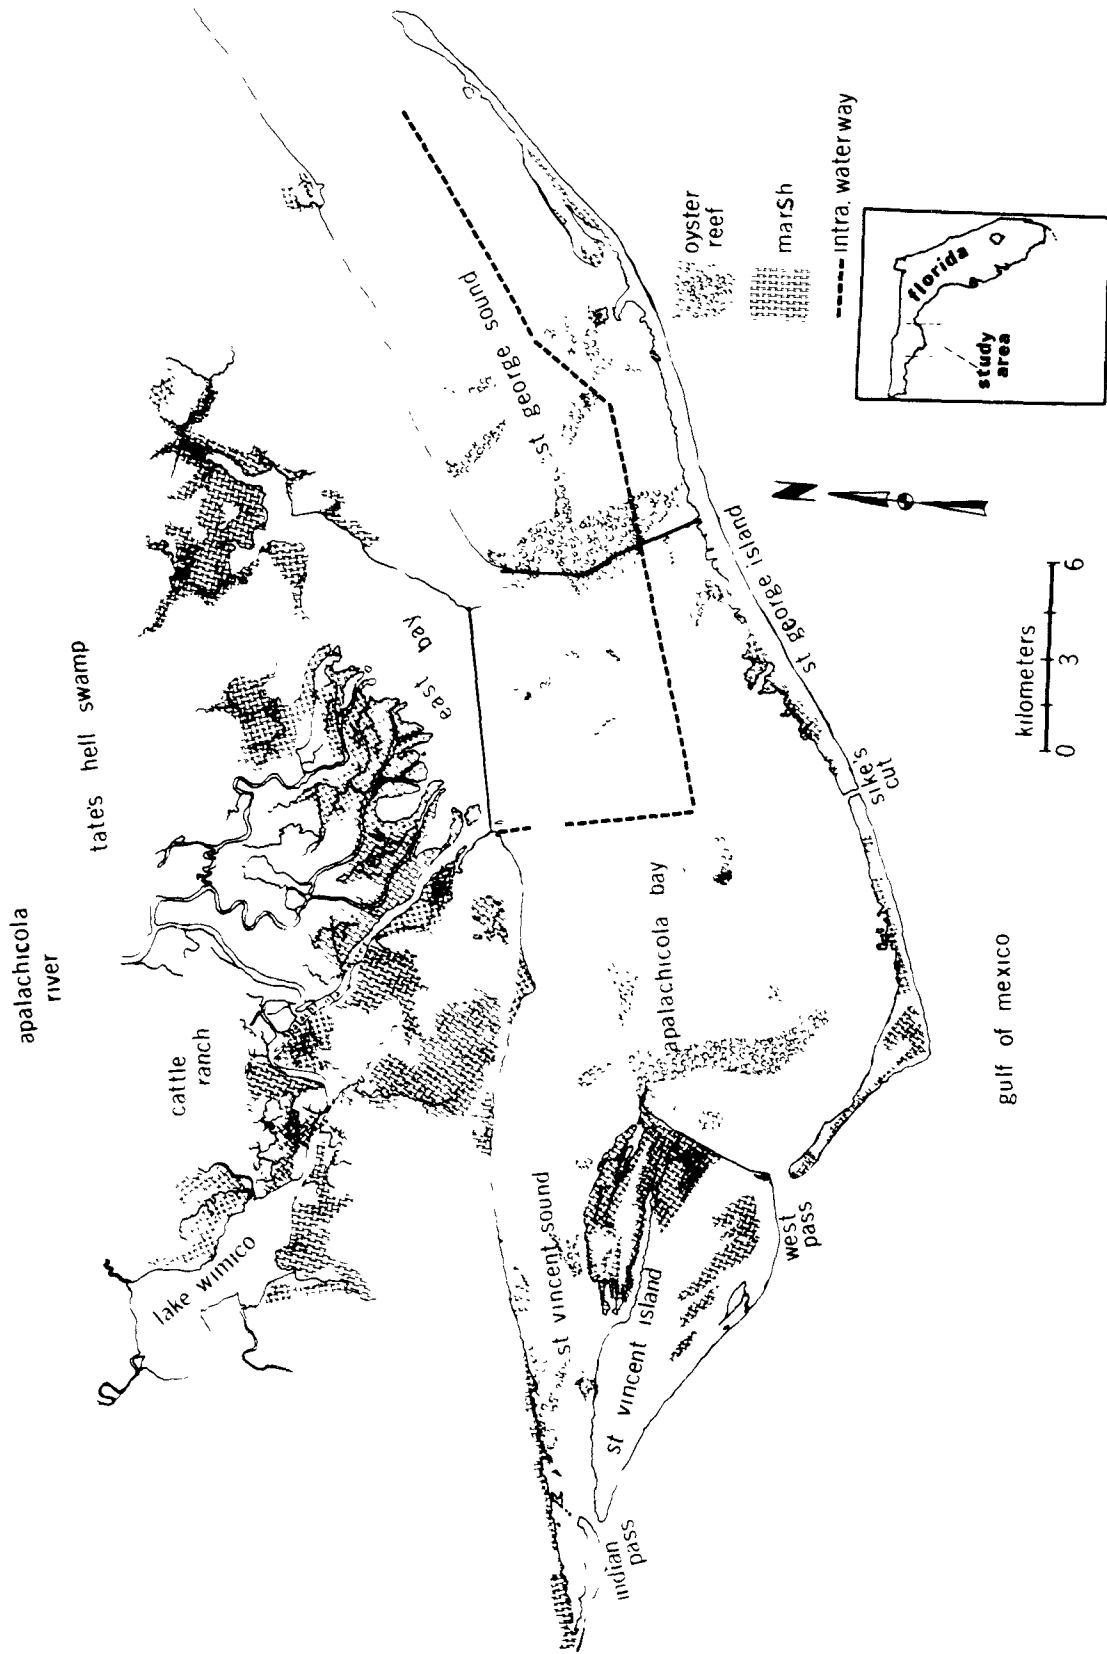 apalachicola
river
tate's hell swamp
cattle
ranch
lake wimico
east bay
st george sound
st vincent sound
apalachicola bay
st vincent island
indian
pass
west
pass
sike's
cut
st george island
gulf of mexico
oyster
reef
marsh
intra. waterway
florida
study
area
N
kilometers
0 3 6